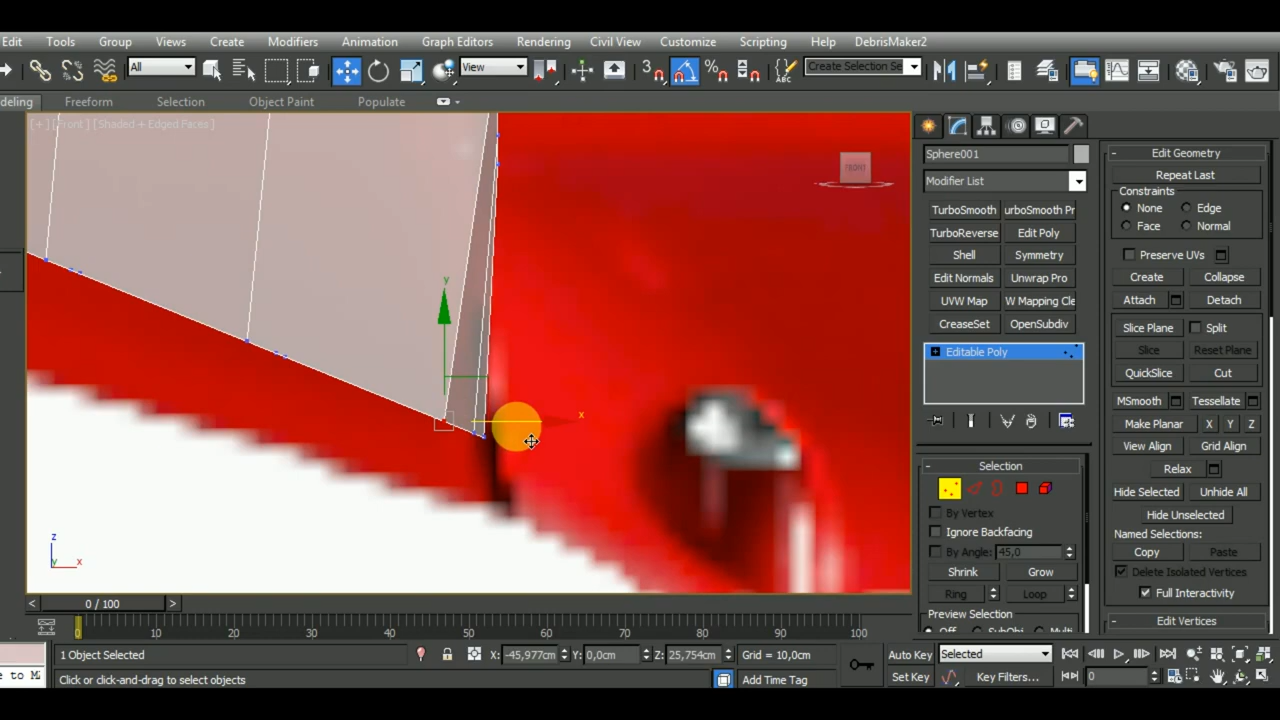 Edit Tools Group Views Create Modifiers Animation Graph Editors Rendering Civil View Customize Scripting Help DebrisMaker2
All View 3 % ABC Create Selection Se
deling Freeform Selection Object Paint Populate
[+] [Front] [Shaded + Edged Faces]
FRONT
y
x
z
y x
Sphere001
Modifier List
TurboSmooth urboSmooth Pr
TurboReverse Edit Poly
Shell Symmetry
Edit Normals Unwrap Pro
UVW Map W Mapping Cle
CreaseSet OpenSubdiv
Editable Poly
- Selection
By Vertex
Ignore Backfacing
By Angle: 45,0
Shrink Grow
Ring Loop
Preview Selection
Off SubObj Multi
- Edit Geometry
Repeat Last
Constraints
None Edge
Face Normal
Preserve UVs
Create Collapse
Attach Detach
Slice Plane Split
Slice Reset Plane
QuickSlice Cut
MSmooth Tessellate
Make Planar X Y Z
View Align Grid Align
Relax
Hide Selected Unhide All
Hide Unselected
Named Selections:
Copy Paste
Delete Isolated Vertices
Full Interactivity
- Edit Vertices
< 0 / 100 >
0 10 20 30 40 50 60 70 80 90 100
1 Object Selected X: -45,977cm Y: 0,0cm Z: 25,754cm Grid = 10,0cm Auto Key Selected
e to M Click or click-and-drag to select objects Add Time Tag Set Key Key Filters... 0